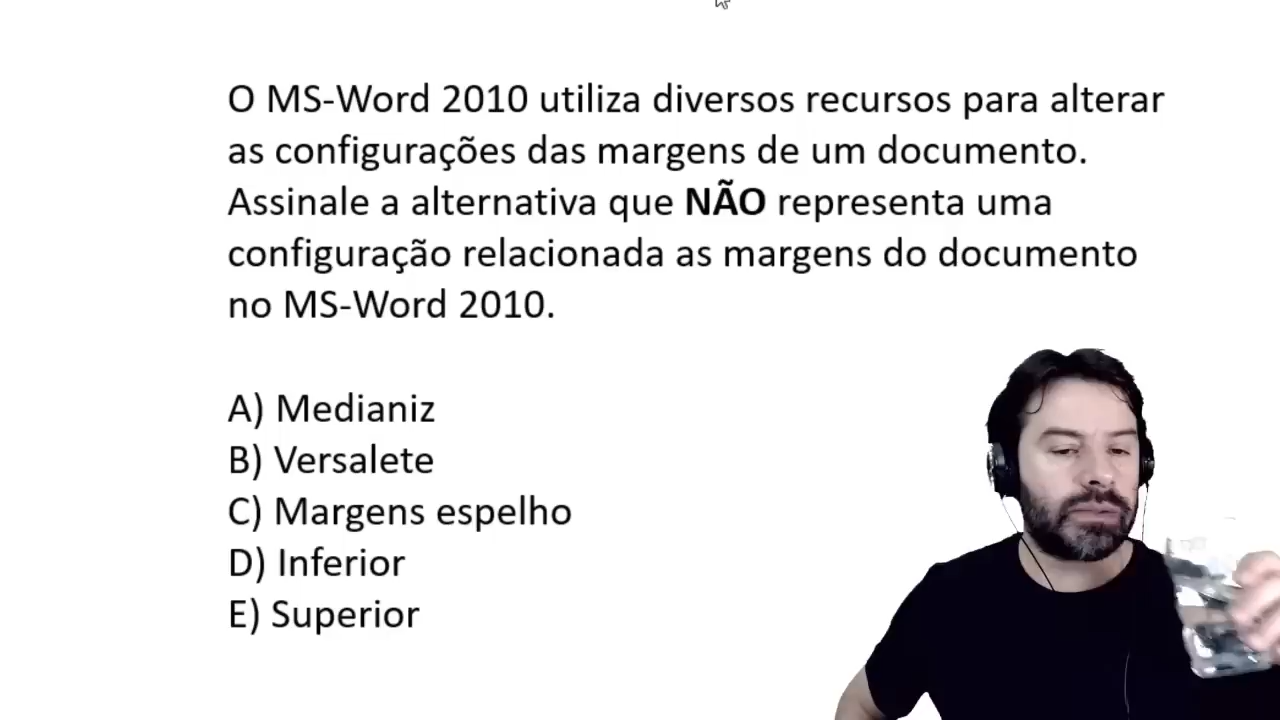 O MS-Word 2010 utiliza diversos recursos para alterar
as configurações das margens de um documento.
Assinale a alternativa que NÃO representa uma
configuração relacionada as margens do documento
no MS-Word 2010.
A) Medianiz
B) Versalete
C) Margens espelho
D) Inferior
E) Superior